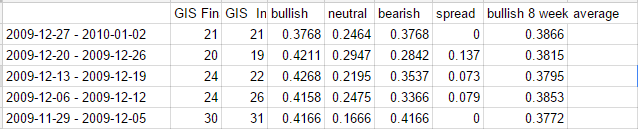 GIS Fin GIS In bullish neutral bearish spread bullish 8 week average
2009-12-27 - 2010-01-02 21 21 0.3768 0.2464 0.3768 0 0.3866
2009-12-20 - 2009-12-26 20 19 0.4211 0.2947 0.2842 0.137 0.3815
2009-12-13 - 2009-12-19 24 22 0.4268 0.2195 0.3537 0.073 0.3795
2009-12-06 - 2009-12-12 24 26 0.4158 0.2475 0.3366 0.079 0.3853
2009-11-29 - 2009-12-05 30 31 0.4166 0.1666 0.4166 0 0.3772